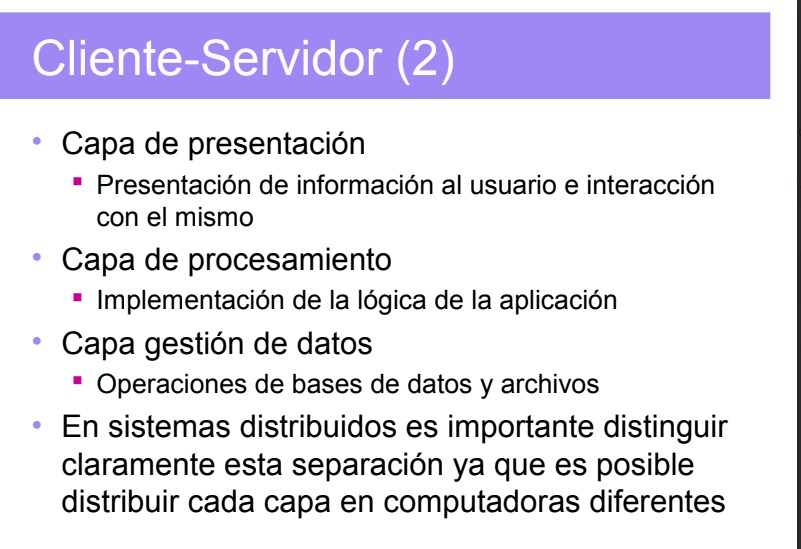 Cliente-Servidor (2)
• Capa de presentación
▪ Presentación de información al usuario e interacción
con el mismo
• Capa de procesamiento
▪ Implementación de la lógica de la aplicación
• Capa gestión de datos
▪ Operaciones de bases de datos y archivos
• En sistemas distribuidos es importante distinguir
claramente esta separación ya que es posible
distribuir cada capa en computadoras diferentes